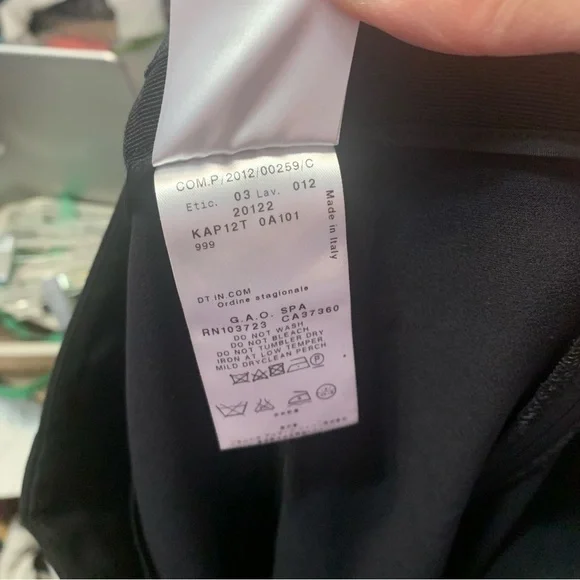 COM.P/2012/00259/C
Etic. 03 Lav. 012
20122
KAP12T 0A101
999
Made in Italy
DT IN COM
Ordine stagionale
G.A.O. SPA
RN103723 CA37360
DO NOT WASH
DO NOT BLEACH
DO NOT TUMBLER DRY
IRON AT LOW TEMPER
MILD DRYCLEAN PERCH